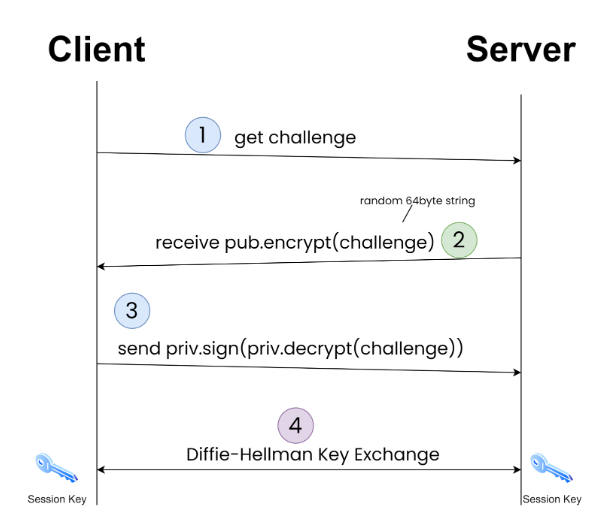 Client
Server
1
get challenge
random 64byte string
receive pub.encrypt(challenge)
2
3
send priv.sign(priv.decrypt(challenge))
4
Diffie-Hellman Key Exchange
Session Key
Session Key